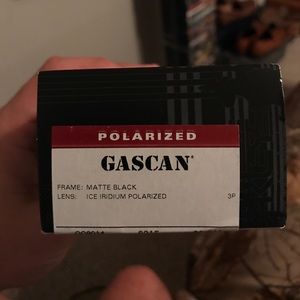 POLARIZED
GASCAN®
FRAME: MATTE BLACK
LENS: ICE IRIDIUM POLARIZED 3P